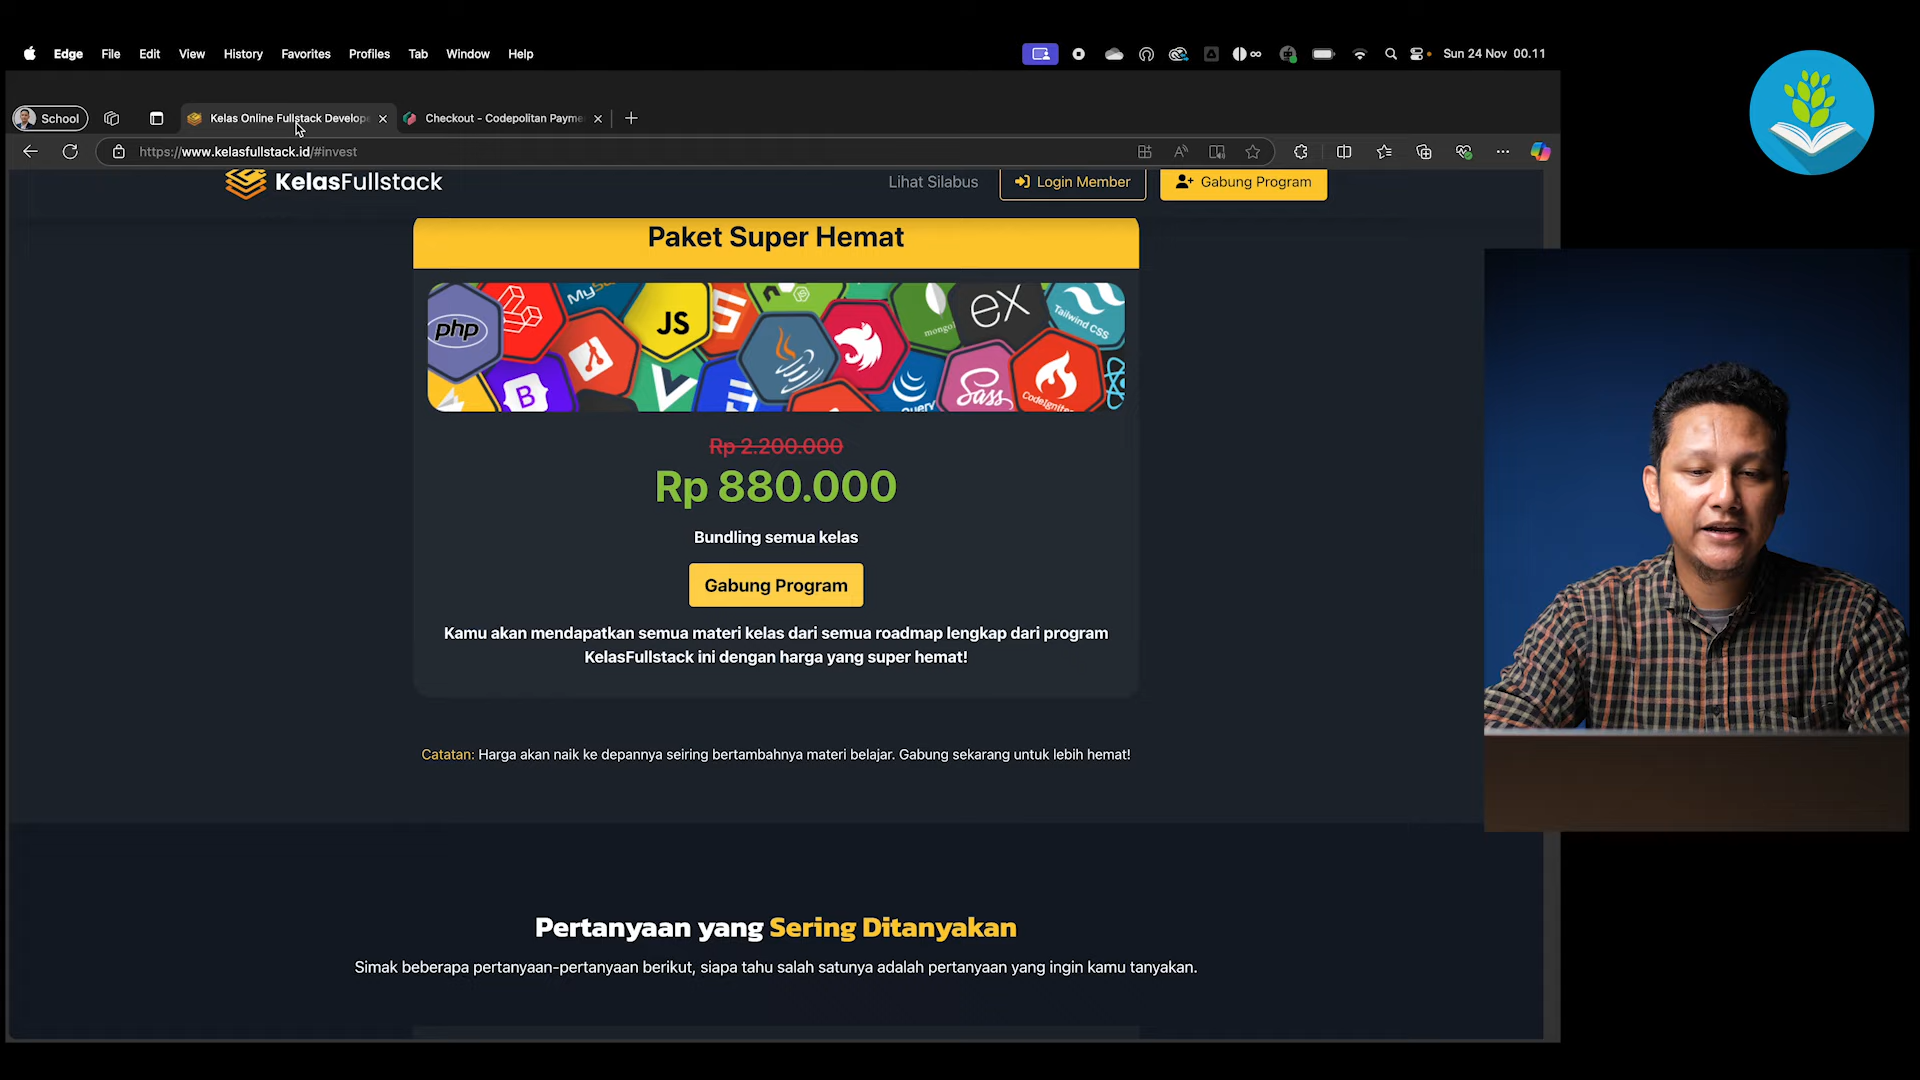 Edge File Edit View History Favorites Profiles Tab Window Help
Sun 24 Nov 00.11
School
Kelas Online Fullstack Develope
Checkout - Codepolitan Payme
https://www.kelasfullstack.id/#invest
KelasFullstack
Lihat Silabus
Login Member
Gabung Program
Paket Super Hemat
php
JS
EX
Tailwind CSS
B
Sass
CodeIgniter
Rp 2.200.000
Rp 880.000
Bundling semua kelas
Gabung Program
Kamu akan mendapatkan semua materi kelas dari semua roadmap lengkap dari program
KelasFullstack ini dengan harga yang super hemat!
Catatan: Harga akan naik ke depannya seiring bertambahnya materi belajar. Gabung sekarang untuk lebih hemat!
Pertanyaan yang Sering Ditanyakan
Simak beberapa pertanyaan-pertanyaan berikut, siapa tahu salah satunya adalah pertanyaan yang ingin kamu tanyakan.